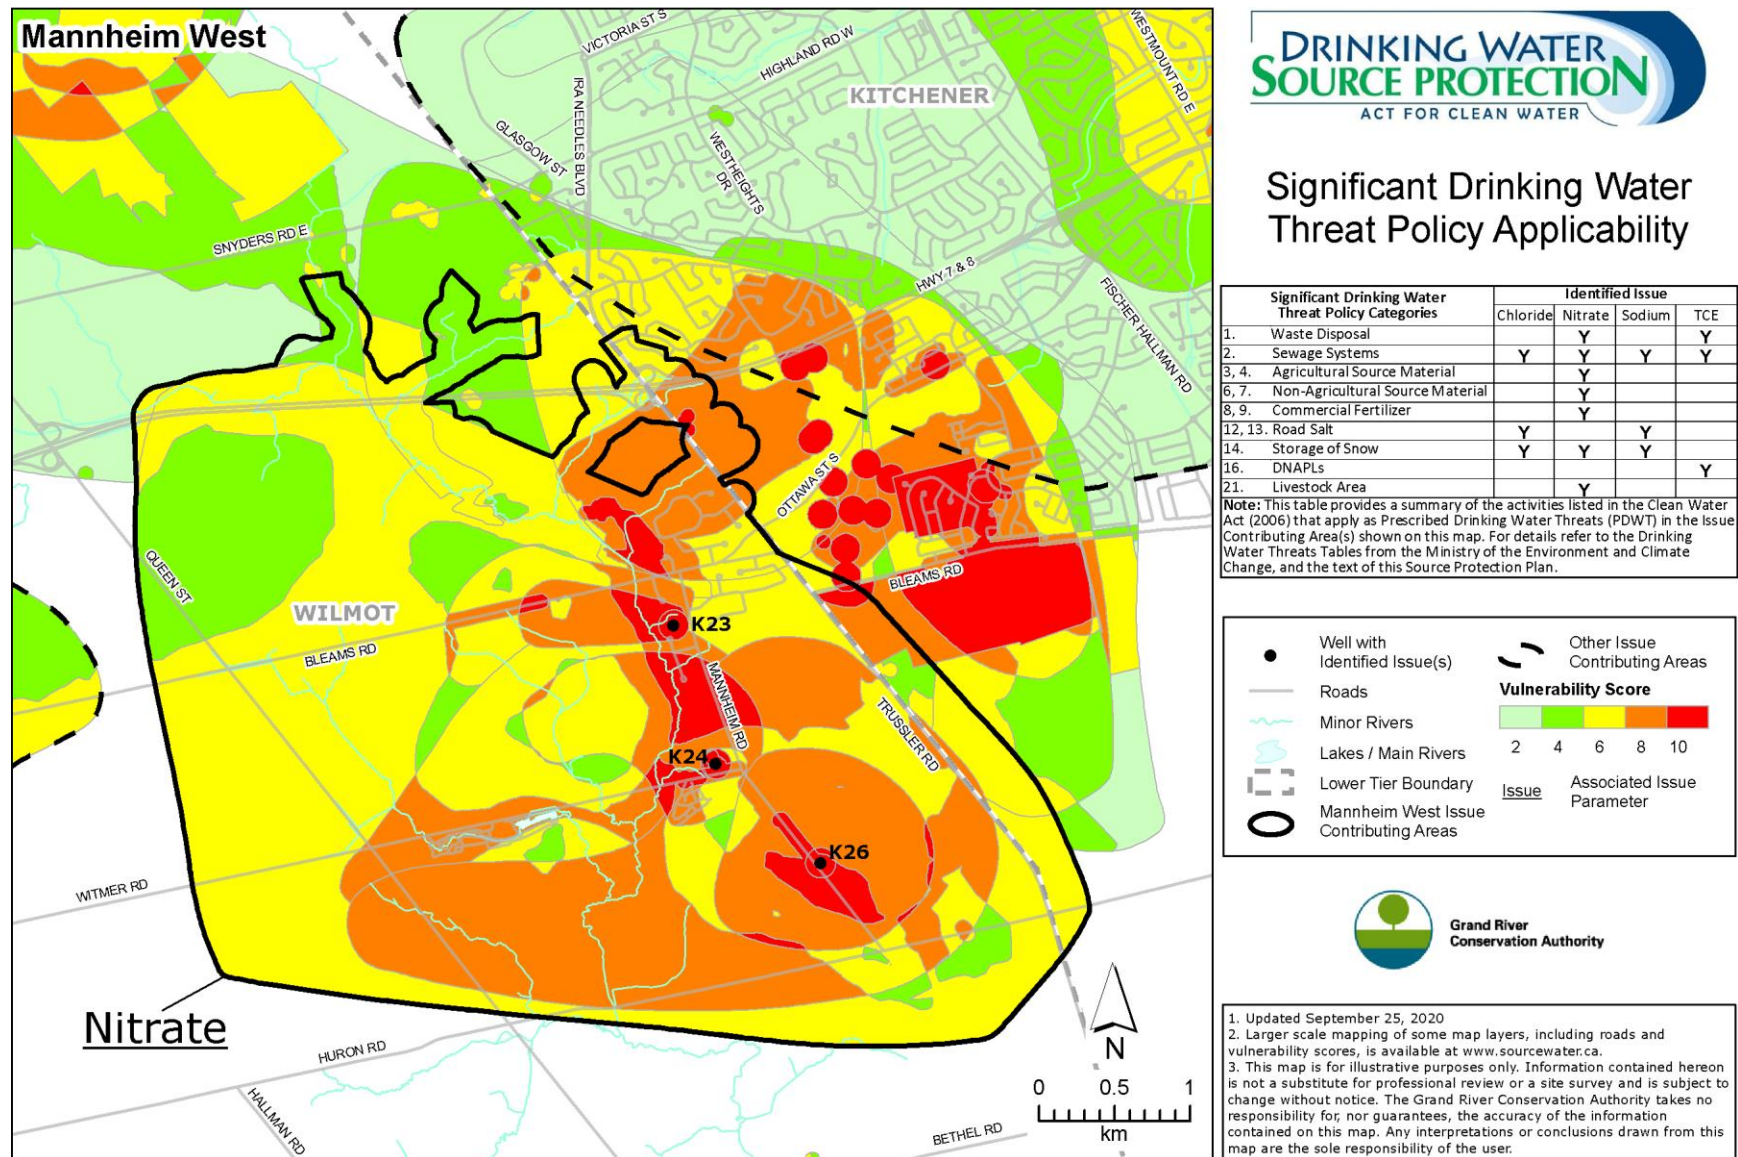 Mannheim West
VICTORIA ST S
HIGHLAND RD W
WESTMOUNT RD E
KITCHENER
IRA NEEDLES BLVD
GLASGOW ST
WESTHEIGHTS
DR
SNYDERS RD E
HWY 7 & 8
FISCHER HALLMAN RD
OTTAWA ST S
QUEEN ST
BLEAMS RD
WILMOT
K23
BLEAMS RD
MANNHEIM RD
TRUSSLER RD
K24
K26
WITMER RD
Nitrate
HURON RD
HALLMAN RD
BETHEL RD
N
0 0.5 1
km
DRINKING WATER
SOURCE PROTECTION
ACT FOR CLEAN WATER
Significant Drinking Water
Threat Policy Applicability
Significant Drinking Water
Threat Policy Categories
Identified Issue
Chloride Nitrate Sodium TCE
1. Waste Disposal Y Y
2. Sewage Systems Y Y Y Y
3, 4. Agricultural Source Material Y
6, 7. Non-Agricultural Source Material Y
8, 9. Commercial Fertilizer Y
12, 13. Road Salt Y Y
14. Storage of Snow Y Y Y
16. DNAPLs Y
21. Livestock Area Y
Note: This table provides a summary of the activities listed in the Clean Water
Act (2006) that apply as Prescribed Drinking Water Threats (PDWT) in the Issue
Contributing Area(s) shown on this map. For details refer to the Drinking
Water Threats Tables from the Ministry of the Environment and Climate
Change, and the text of this Source Protection Plan.
Well with
Identified Issue(s)
Roads
Minor Rivers
Lakes / Main Rivers
Lower Tier Boundary
Mannheim West Issue
Contributing Areas
Other Issue
Contributing Areas
Vulnerability Score
2 4 6 8 10
Issue
Associated Issue
Parameter
Grand River
Conservation Authority
1. Updated September 25, 2020
2. Larger scale mapping of some map layers, including roads and
vulnerability scores, is available at www.sourcewater.ca.
3. This map is for illustrative purposes only. Information contained hereon
is not a substitute for professional review or a site survey and is subject to
change without notice. The Grand River Conservation Authority takes no
responsibility for, nor guarantees, the accuracy of the information
contained on this map. Any interpretations or conclusions drawn from this
map are the sole responsibility of the user.